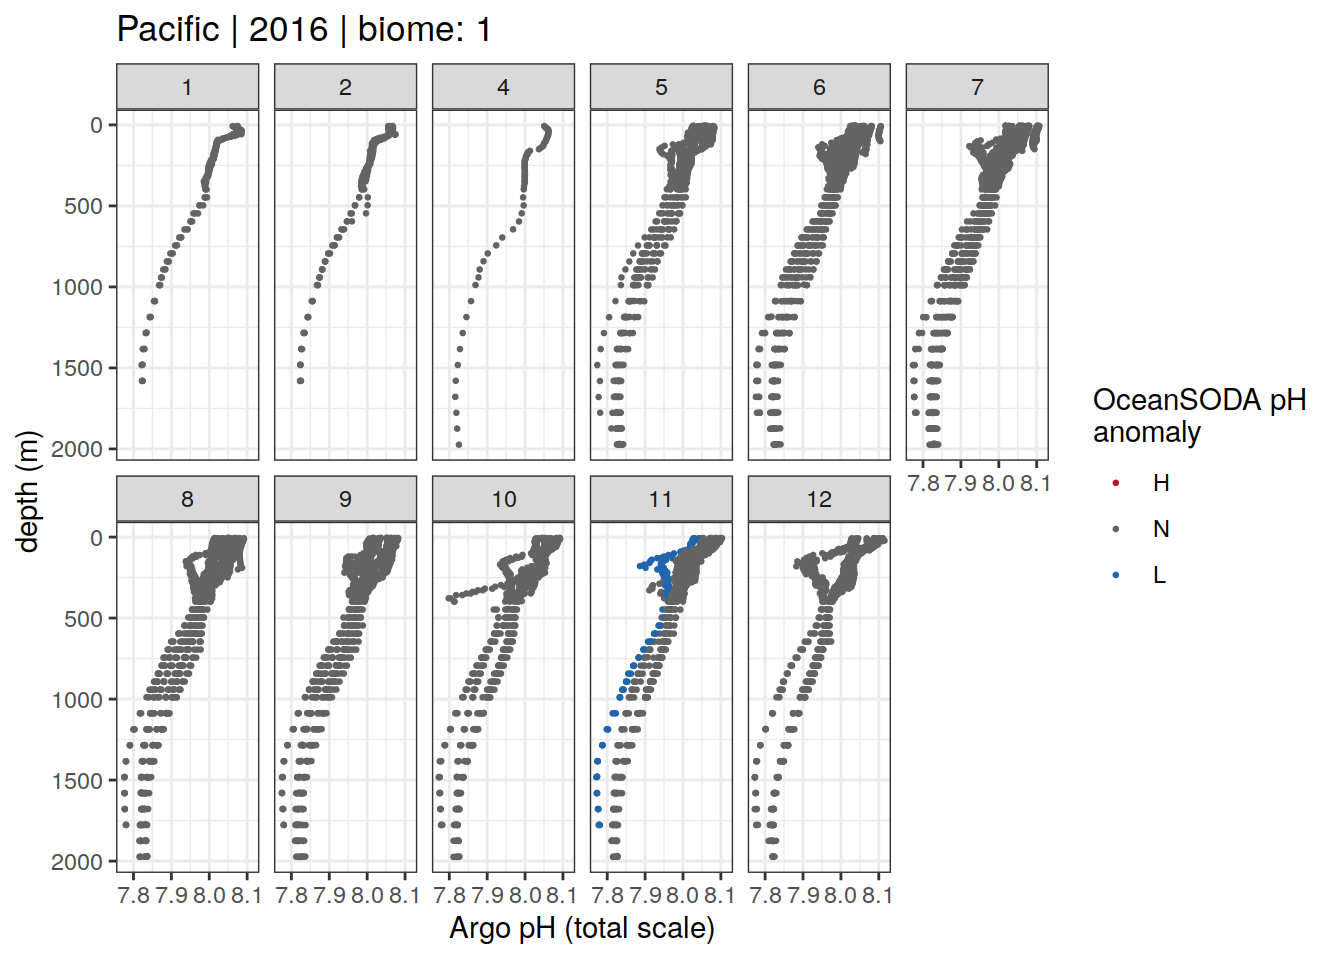 Pacific | 2016 | biome: 1
1 2 4 5 6 7
0
500
1000
1500
2000
7.8 7.9 8.0 8.1
8 9 10 11 12
0
500
1000
1500
2000
7.8 7.9 8.0 8.1 7.8 7.9 8.0 8.1 7.8 7.9 8.0 8.1 7.8 7.9 8.0 8.1 7.8 7.9 8.0 8.1
Argo pH (total scale)
depth (m)
OceanSODA pH
anomaly
H
N
L